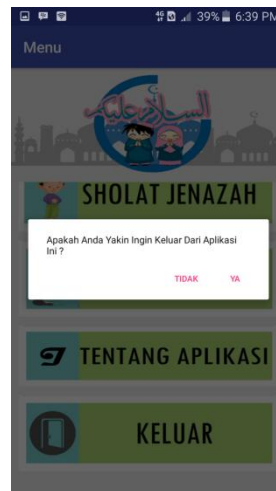 39% 6:39 PM
Menu
السلام عليكم
SHOLAT JENAZAH
Apakah Anda Yakin Ingin Keluar Dari Aplikasi
Ini ?
TIDAK YA
TENTANG APLIKASI
KELUAR